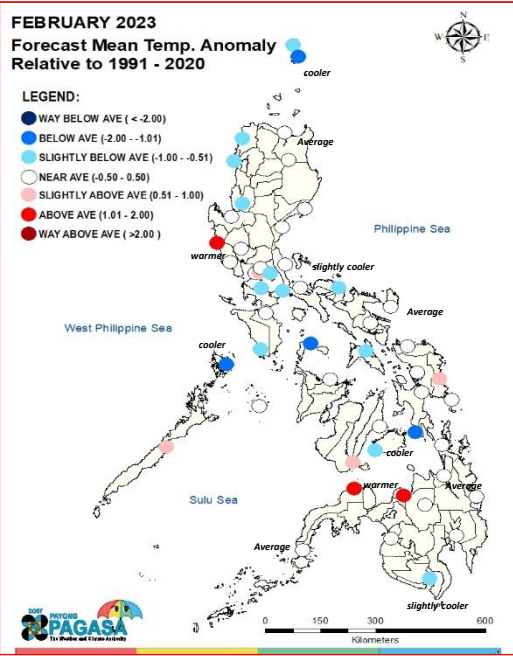 FEBRUARY 2023
Forecast Mean Temp. Anomaly
Relative to 1991 - 2020
N
W
E
S
cooler
LEGEND:
WAY BELOW AVE ( < -2.00)
BELOW AVE (-2.00 - -1.01)
SLIGHTLY BELOW AVE (-1.00 - -0.51)
NEAR AVE (-0.50 - 0.50)
SLIGHTLY ABOVE AVE (0.51 - 1.00)
ABOVE AVE (1.01 - 2.00)
WAY ABOVE AVE ( >2.00 )
Average
Philippine Sea
warmer
slightly cooler
Average
West Philippine Sea
cooler
cooler
Average
warmer
Sulu Sea
Average
slightly cooler
DOST
PAYONG
PAGASA
The Weather and Climate Authority
0 150 300 600
Kilometers